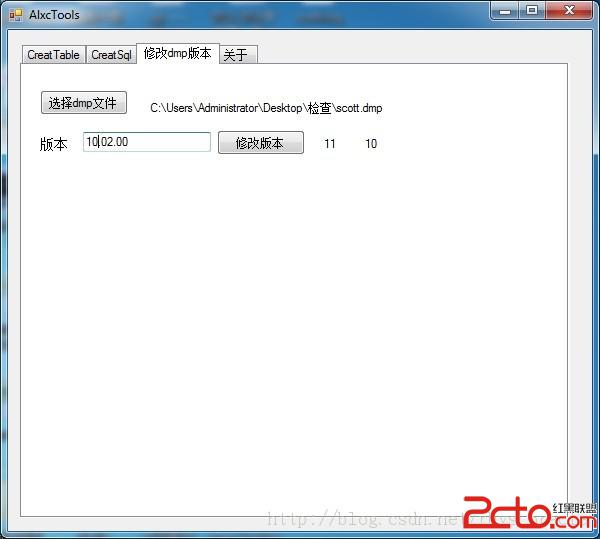 AlxcTools
CreatTable CreatSql 修改dmp版本 关于
选择dmp文件 C:\Users\Administrator\Desktop\检查\scott.dmp
版本 10.02.00 修改版本 11 10
2cto.com 红黑联盟
http://blog.csdn.net/